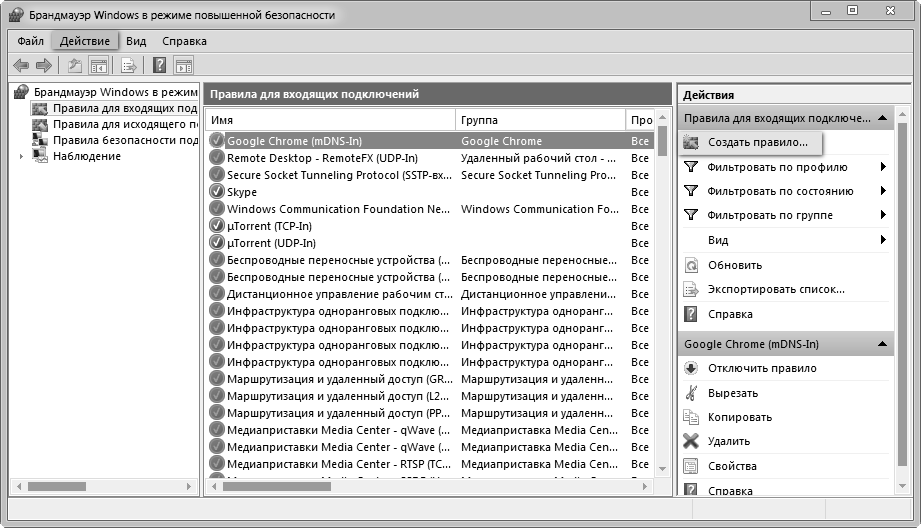 Брандмауэр Windows в режиме повышенной безопасности
Файл Действие Вид Справка
Брандмауэр Windows в режим
Правила для входящих под
Правила для исходящего п
Правила безопасности под
Наблюдение
Правила для входящих подключений
Имя Группа Про
Google Chrome (mDNS-In) Google Chrome Все
Remote Desktop - RemoteFX (UDP-In) Удаленный рабочий стол - ... Все
Secure Socket Tunneling Protocol (SSTP-вх... Secure Socket Tunneling Pro... Все
Skype Все
Windows Communication Foundation Ne... Windows Communication Fo... Все
µTorrent (TCP-In) Все
µTorrent (UDP-In) Все
Беспроводные переносные устройства (... Беспроводные переносные... Все
Беспроводные переносные устройства (... Беспроводные переносные... Все
Дистанционное управление рабочим ст... Дистанционное управлени... Все
Инфраструктура одноранговых подклю... Инфраструктура одноранг... Все
Инфраструктура одноранговых подклю... Инфраструктура одноранг... Все
Инфраструктура одноранговых подклю... Инфраструктура одноранг... Все
Инфраструктура одноранговых подклю... Инфраструктура одноранг... Все
Маршрутизация и удаленный доступ (GR... Маршрутизация и удаленн... Все
Маршрутизация и удаленный доступ (L2... Маршрутизация и удаленн... Все
Маршрутизация и удаленный доступ (PP... Маршрутизация и удаленн... Все
Медиаприставки Media Center - qWave (... Медиаприставка Media Cen... Все
Медиаприставки Media Center - qWave (... Медиаприставка Media Cen... Все
Медиаприставки Media Center - RTSP (TC... Медиаприставка Media Cen... Все
Действия
Правила для входящих подключе...
Создать правило...
Фильтровать по профилю
Фильтровать по состоянию
Фильтровать по группе
Вид
Обновить
Экспортировать список...
Справка
Google Chrome (mDNS-In)
Отключить правило
Вырезать
Копировать
Удалить
Свойства
Справка